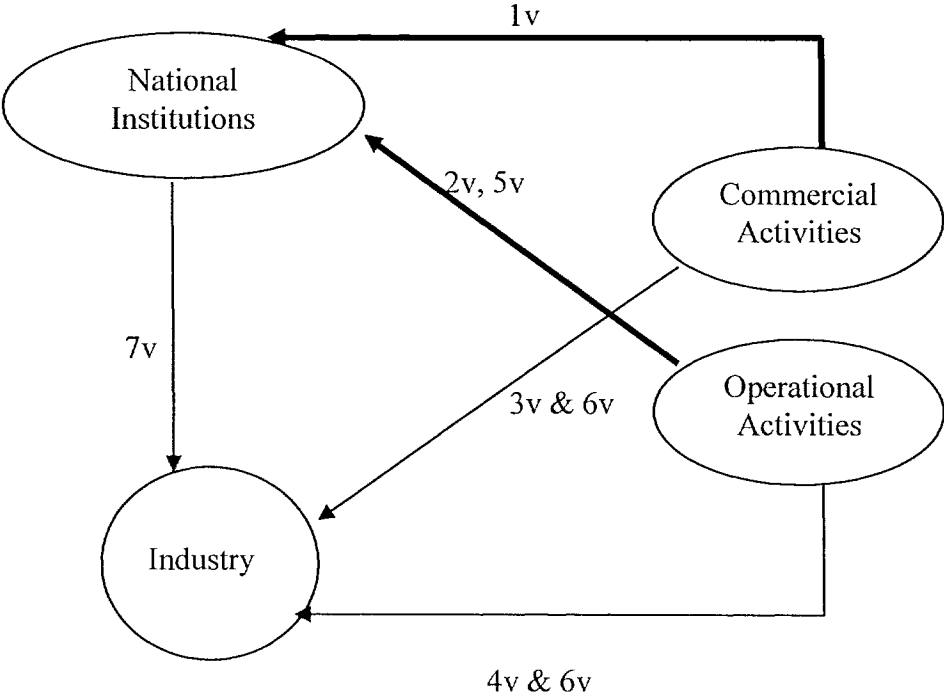 1v
National
Institutions
2v, 5v
Commercial
Activities
7v
3v & 6v
Operational
Activities
Industry
4v & 6v